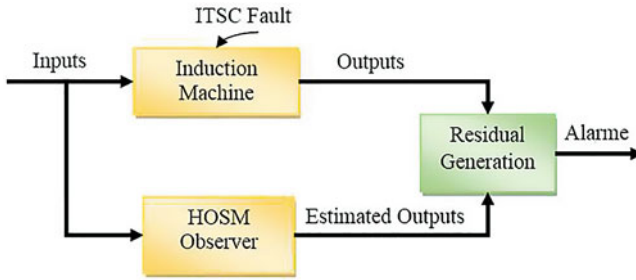 ITSC Fault
Inputs
Induction
Machine
Outputs
Residual
Generation
Alarme
HOSM
Observer
Estimated Outputs